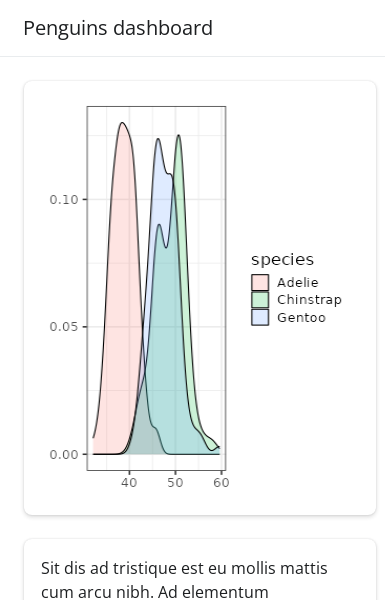 Penguins dashboard
0.10
0.05
0.00
40 50 60
species
Adelie
Chinstrap
Gentoo
Sit dis ad tristique est eu mollis mattis
cum arcu nibh. Ad elementum